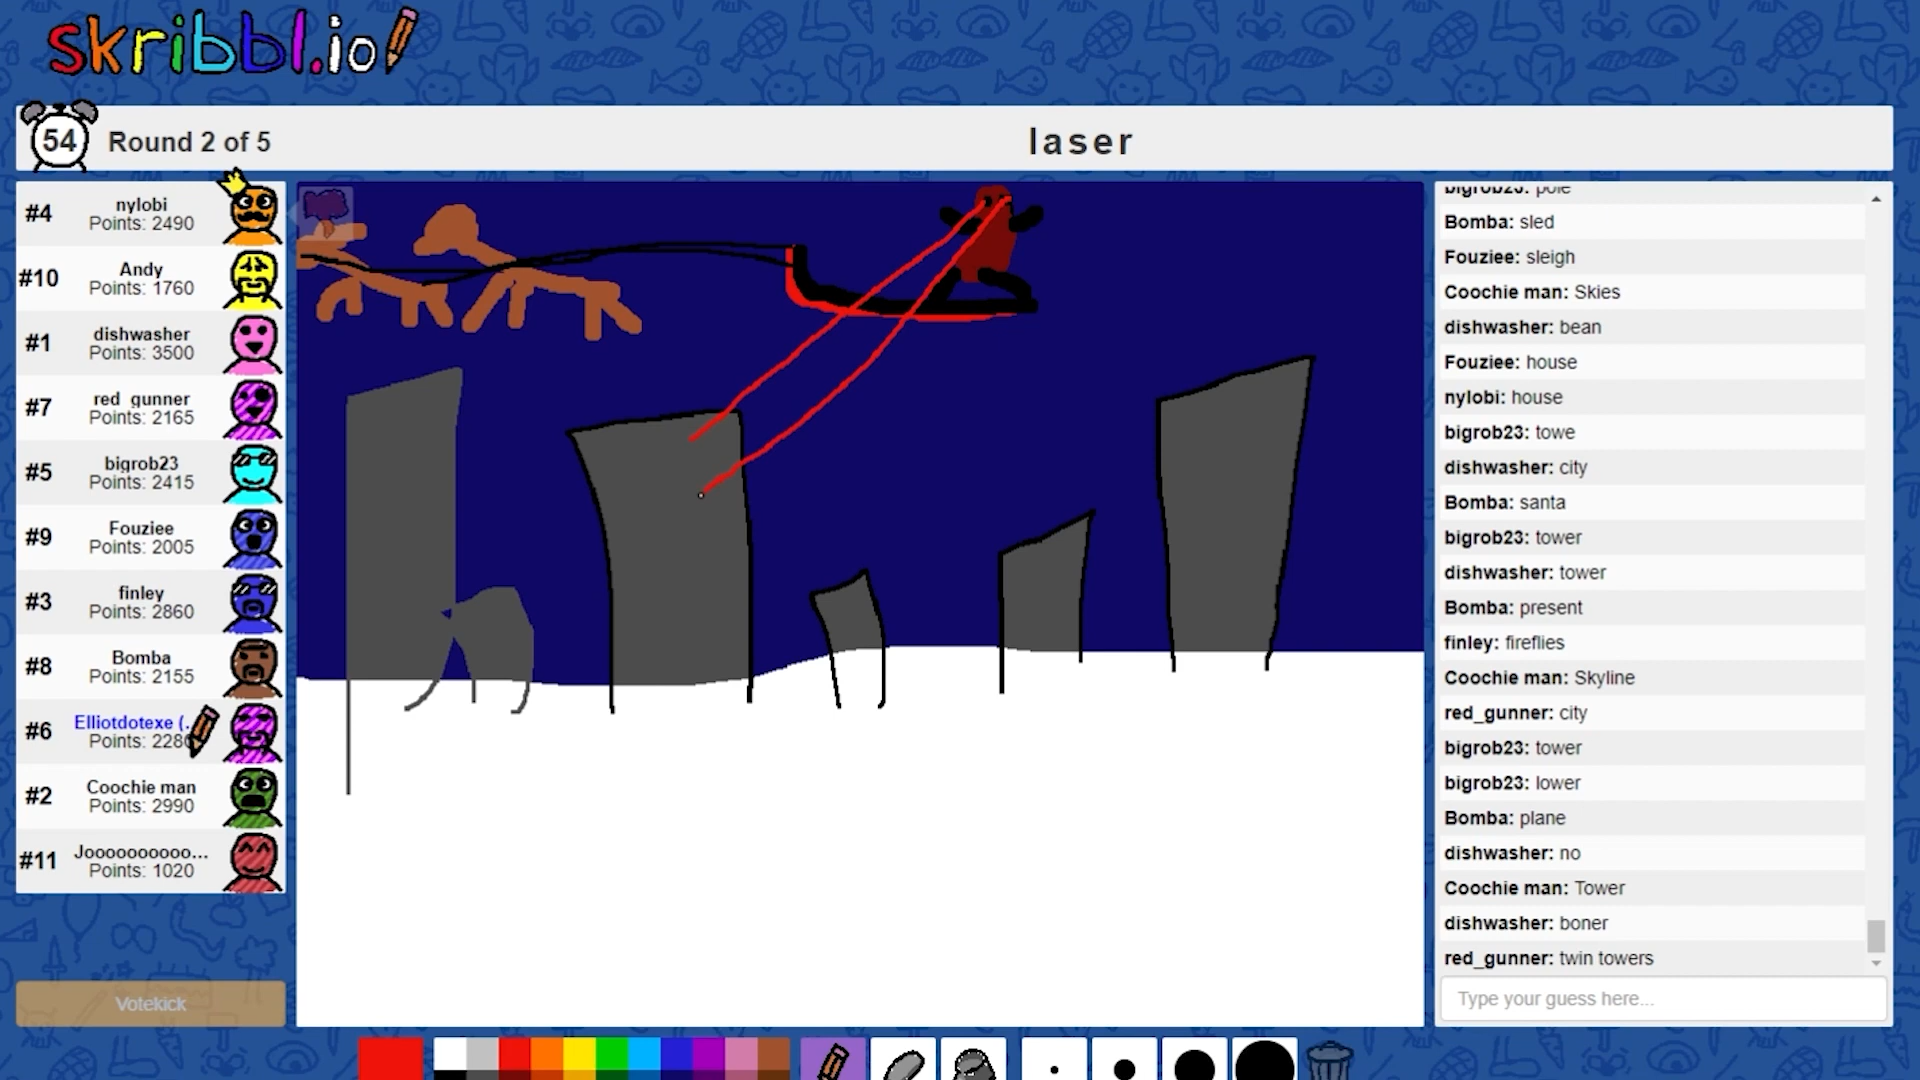 skribbl.io
54
Round 2 of 5
laser
#4
nylobi
Points: 2490
#10
Andy
Points: 1760
#1
dishwasher
Points: 3500
#7
red_gunner
Points: 2165
#5
bigrob23
Points: 2415
#9
Fouziee
Points: 2005
#3
finley
Points: 2860
#8
Bomba
Points: 2155
#6
Elliotdotexe (.
Points: 2280
#2
Coochie man
Points: 2990
#11
Joooooooooo...
Points: 1020
Votekick
bigrob23: pole
Bomba: sled
Fouziee: sleigh
Coochie man: Skies
dishwasher: bean
Fouziee: house
nylobi: house
bigrob23: towe
dishwasher: city
Bomba: santa
bigrob23: tower
dishwasher: tower
Bomba: present
finley: fireflies
Coochie man: Skyline
red_gunner: city
bigrob23: tower
bigrob23: lower
Bomba: plane
dishwasher: no
Coochie man: Tower
dishwasher: boner
red_gunner: twin towers
Type your guess here...